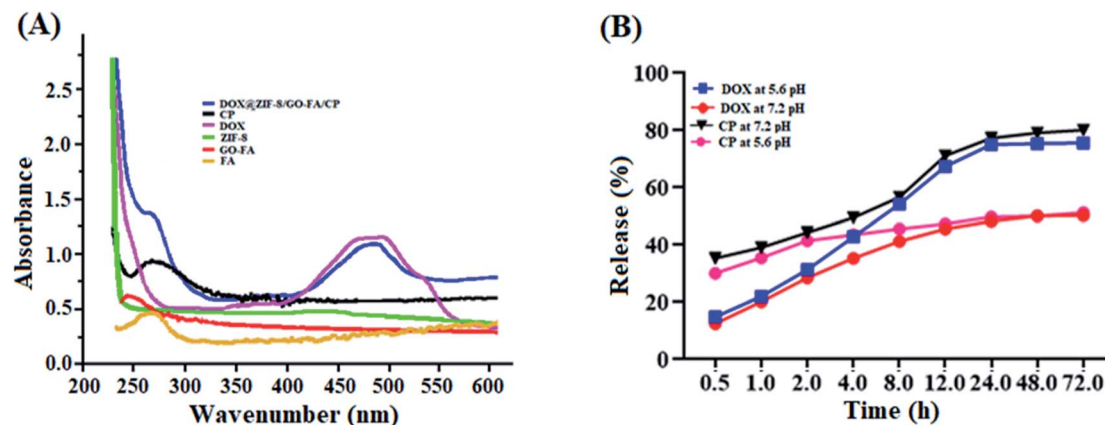 (A)
Absorbance
2.5
2.0
1.5
1.0
0.5
0.0
DOX@ZIF-S/GO-FA/CP
CP
DOX
ZIF-S
GO-FA
FA
200 250 300 350 400 450 500 550 600
Wavenumber (nm)
(B)
Release (%)
100
80
60
40
20
0
DOX at 5.6 pH
DOX at 7.2 pH
CP at 7.2 pH
CP at 5.6 pH
0.5 1.0 2.0 4.0 8.0 12.0 24.0 48.0 72.0
Time (h)